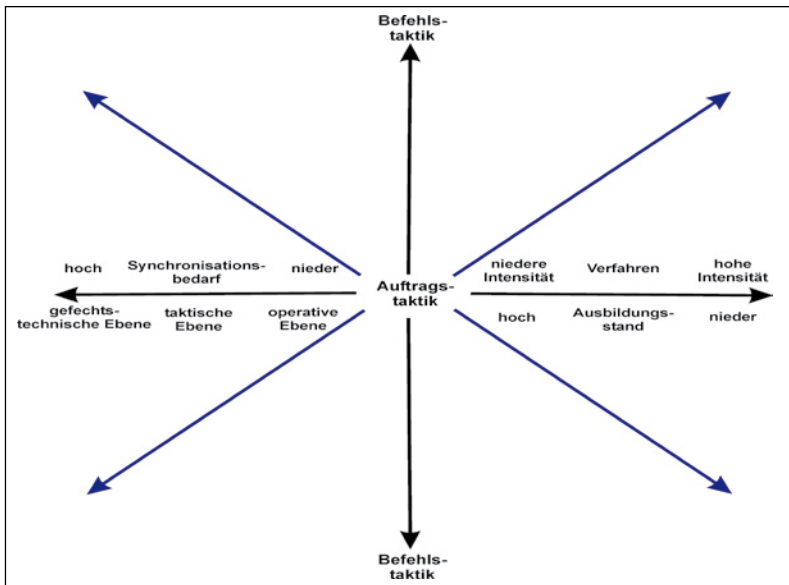 Befehls-
taktik
hoch
Synchronisations-
bedarf
nieder
niedere
Intensität
Verfahren
hohe
Intensität
Auftrags-
taktik
gefechts-
technische Ebene
taktische
Ebene
operative
Ebene
hoch
Ausbildungs-
stand
nieder
Befehls-
taktik